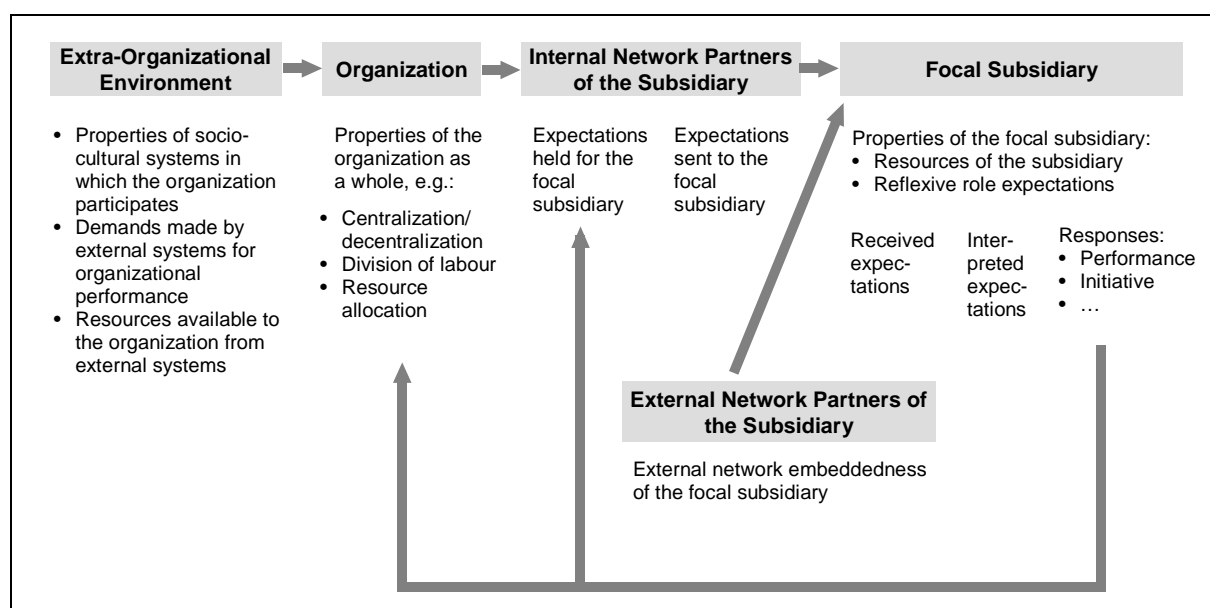 Extra-Organizational
Environment
Organization
Internal Network Partners
of the Subsidiary
Focal Subsidiary
• Properties of socio-
cultural systems in
which the organization
participates
• Demands made by
external systems for
organizational
performance
• Resources available to
the organization from
external systems
Properties of the
organization as
a whole, e.g.:
• Centralization/
decentralization
• Division of labour
• Resource
allocation
Expectations
held for the
focal
subsidiary
Expectations
sent to the
focal
subsidiary
Properties of the focal subsidiary:
• Resources of the subsidiary
• Reflexive role expectations
Received
expec-
tations
Inter-
preted
expec-
tations
Responses:
• Performance
• Initiative
• …
External Network Partners of
the Subsidiary
External network embeddedness
of the focal subsidiary